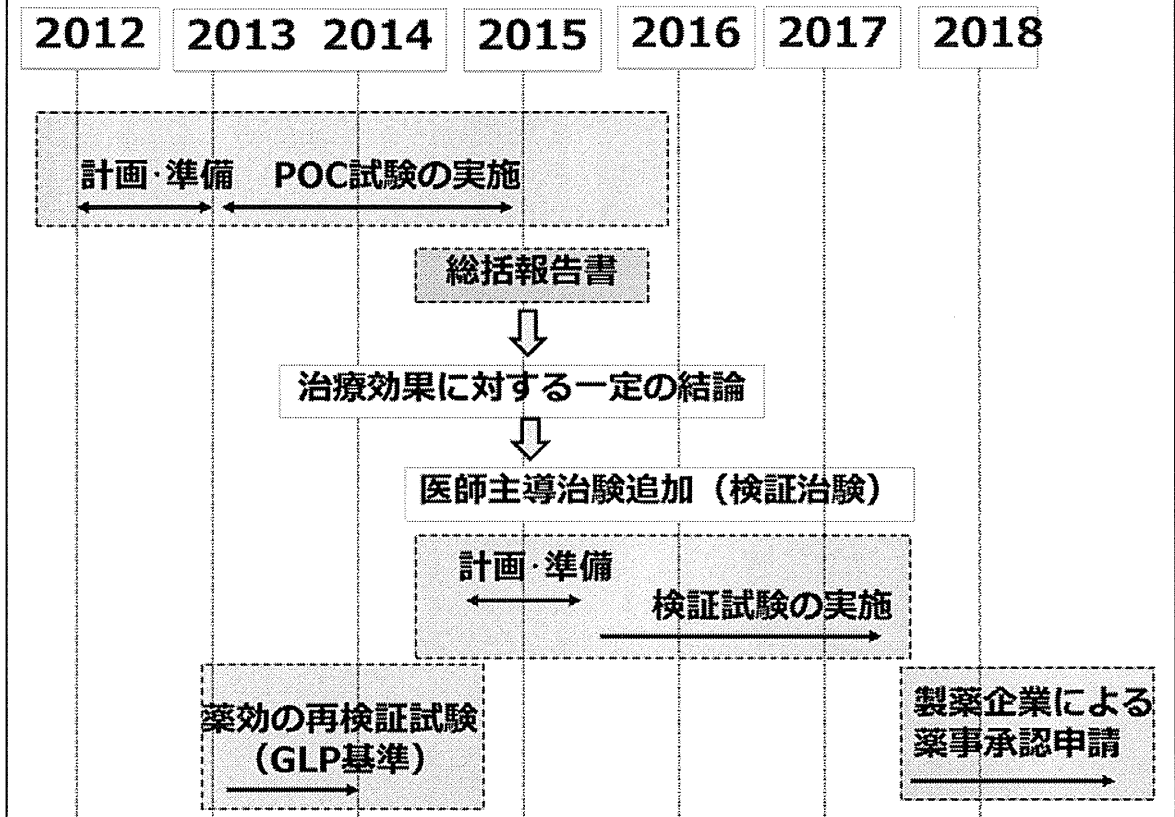 2012 2013 2014 2015 2016 2017 2018
計画·準備 POC試験の実施
総括報告書
治療効果に対する一定の結論
医師主導治験追加（検証治験）
計画·準備
検証試験の実施
薬効の再検証試験
（GLP基準）
製薬企業による
薬事承認申請